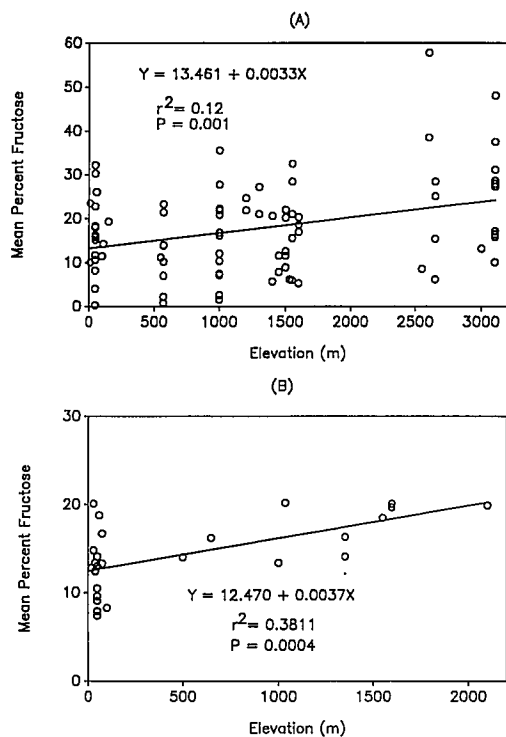 (A)
60
50
40
30
20
10
0
Mean Percent Fructose
Y = 13.461 + 0.0033X
r²= 0.12
P = 0.001
0 500 1000 1500 2000 2500 3000
Elevation (m)
(B)
30
20
10
0
Mean Percent Fructose
Y = 12.470 + 0.0037X
r²= 0.3811
P = 0.0004
0 500 1000 1500 2000
Elevation (m)